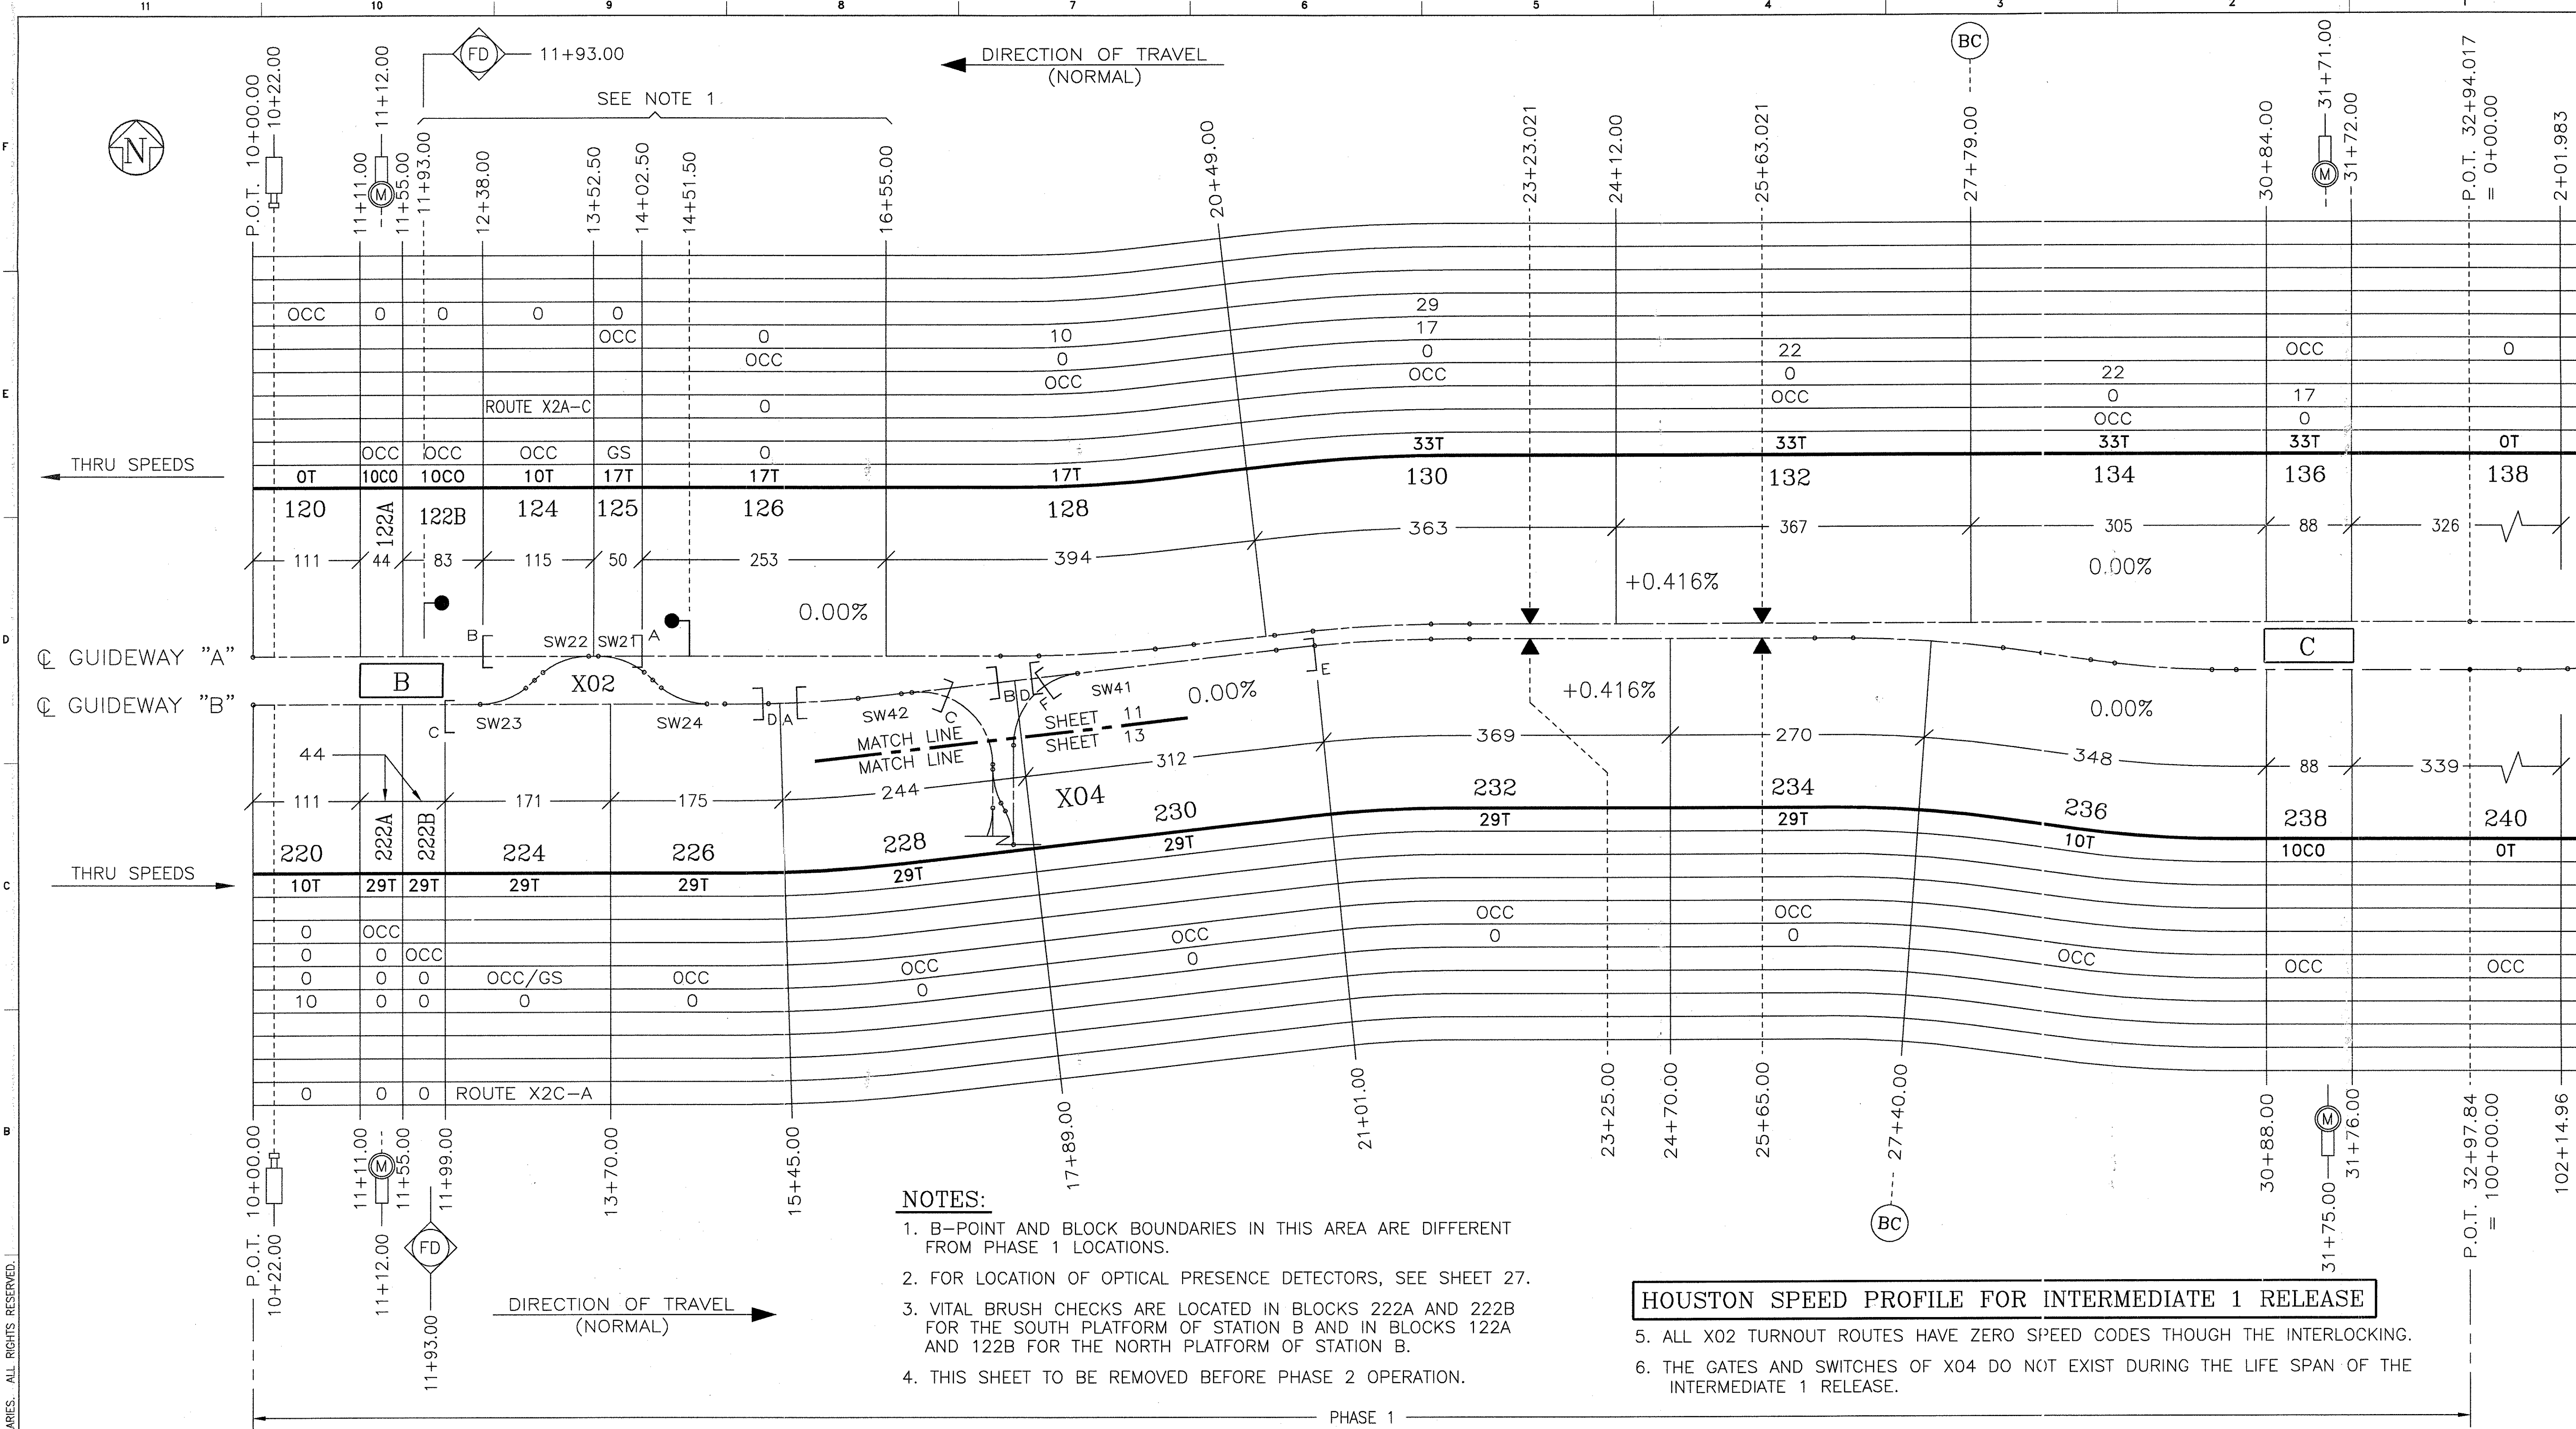 11 10 9 8 7 6 5 4 3 2
FD 11+93.00
DIRECTION OF TRAVEL
(NORMAL)
BC
SEE NOTE 1
N
P.O.T. 10+00.00
10+22.00
11+11.00
M 11+12.00
11+55.00
11+93.00
12+38.00
13+52.50
14+02.50
14+51.50
16+55.00
20+49.00
23+23.021
24+12.00
25+63.021
27+79.00
30+84.00
M 31+71.00
31+72.00
P.O.T. 32+94.017
= 0+00.00
2+01.983
F
E
D
C
B
29
OCC 0 0 0 0
17
OCC 0 10
0 22 OCC 0
OCC 0
OCC 0 22
OCC
ROUTE X2A-C 0
OCC 0 17
OCC 0
33T 33T 33T 33T 0T
OCC OCC OCC GS 0
THRU SPEEDS
0T 10CO 10CO 10T 17T 17T 17T
130 132 134 136 138
120 122A 122B 124 125 126 128
363 367 305 88 326
111 44 83 115 50 253 394
0.00%
+0.416%
0.00%
B SW22 SW21 A
℄ GUIDEWAY "A"
B
X02
C
℄ GUIDEWAY "B"
C SW23 SW24 D A
SW42 C B D F SW41 0.00% E
+0.416%
0.00%
SHEET 11
MATCH LINE
SHEET 13
MATCH LINE
44
369 270 348 88 339
111 171 175 244 312
X04
232 234 236 238 240
29T 29T 10T 10CO 0T
220 222A 222B 224 226 228 230
THRU SPEEDS
10T 29T 29T 29T 29T 29T 29T
OCC OCC
0 OCC
OCC 0 0
0 0 OCC
OCC 0 OCC OCC OCC
0 0 0 OCC/GS OCC
10 0 0 0 0 0
0 0 0 ROUTE X2C-A
P.O.T. 10+00.00
10+22.00
11+11.00
M
11+12.00
11+55.00
11+99.00
FD
11+93.00
13+70.00
15+45.00
17+89.00
21+01.00
23+25.00
24+70.00
25+65.00
27+40.00
BC
30+88.00
M
31+75.00
31+76.00
P.O.T. 32+97.84
= 100+00.00
102+14.96
DIRECTION OF TRAVEL
(NORMAL)
NOTES:
1. B-POINT AND BLOCK BOUNDARIES IN THIS AREA ARE DIFFERENT
FROM PHASE 1 LOCATIONS.
2. FOR LOCATION OF OPTICAL PRESENCE DETECTORS, SEE SHEET 27.
3. VITAL BRUSH CHECKS ARE LOCATED IN BLOCKS 222A AND 222B
FOR THE SOUTH PLATFORM OF STATION B AND IN BLOCKS 122A
AND 122B FOR THE NORTH PLATFORM OF STATION B.
4. THIS SHEET TO BE REMOVED BEFORE PHASE 2 OPERATION.
HOUSTON SPEED PROFILE FOR INTERMEDIATE 1 RELEASE
5. ALL X02 TURNOUT ROUTES HAVE ZERO SPEED CODES THOUGH THE INTERLOCKING.
6. THE GATES AND SWITCHES OF X04 DO NOT EXIST DURING THE LIFE SPAN OF THE
INTERMEDIATE 1 RELEASE.
PHASE 1
ARIES. ALL RIGHTS RESERVED.